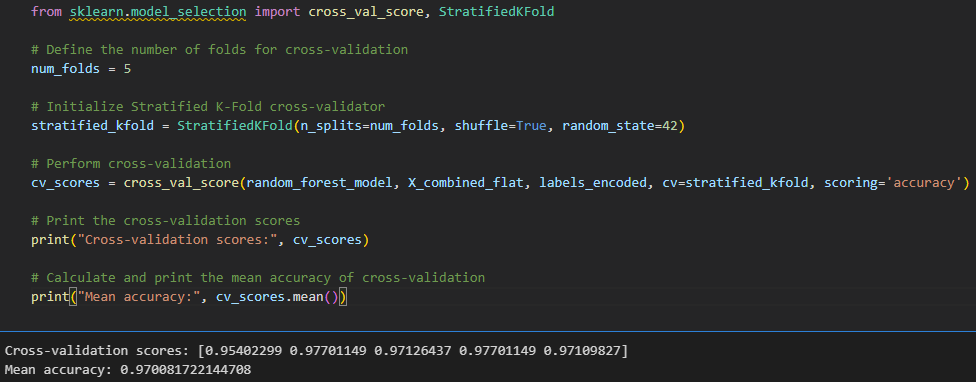 from sklearn.model_selection import cross_val_score, StratifiedKFold
# Define the number of folds for cross-validation
num_folds = 5
# Initialize Stratified K-Fold cross-validator
stratified_kfold = StratifiedKFold(n_splits=num_folds, shuffle=True, random_state=42)
# Perform cross-validation
cv_scores = cross_val_score(random_forest_model, X_combined_flat, labels_encoded, cv=stratified_kfold, scoring='accuracy')
# Print the cross-validation scores
print("Cross-validation scores:", cv_scores)
# Calculate and print the mean accuracy of cross-validation
print("Mean accuracy:", cv_scores.mean())
Cross-validation scores: [0.95402299 0.97701149 0.97126437 0.97701149 0.97109827]
Mean accuracy: 0.970081722144708